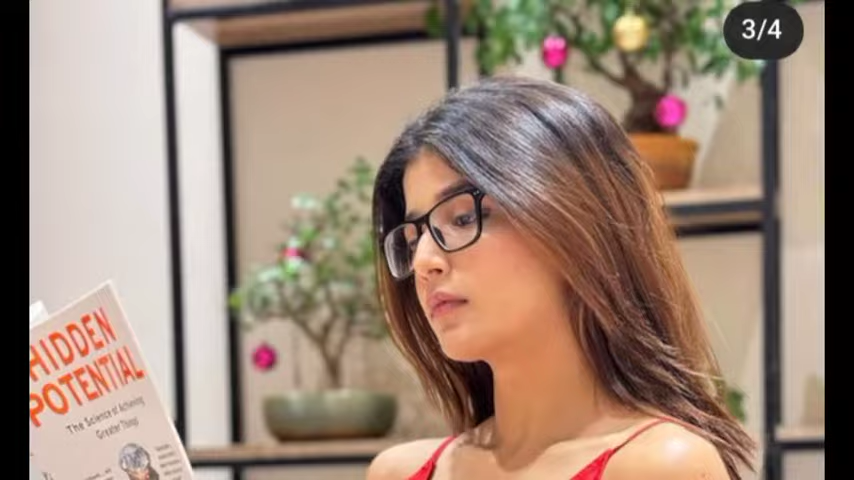 3/4
HIDDEN
POTENTIAL
The Science of Achieving
Greater Things